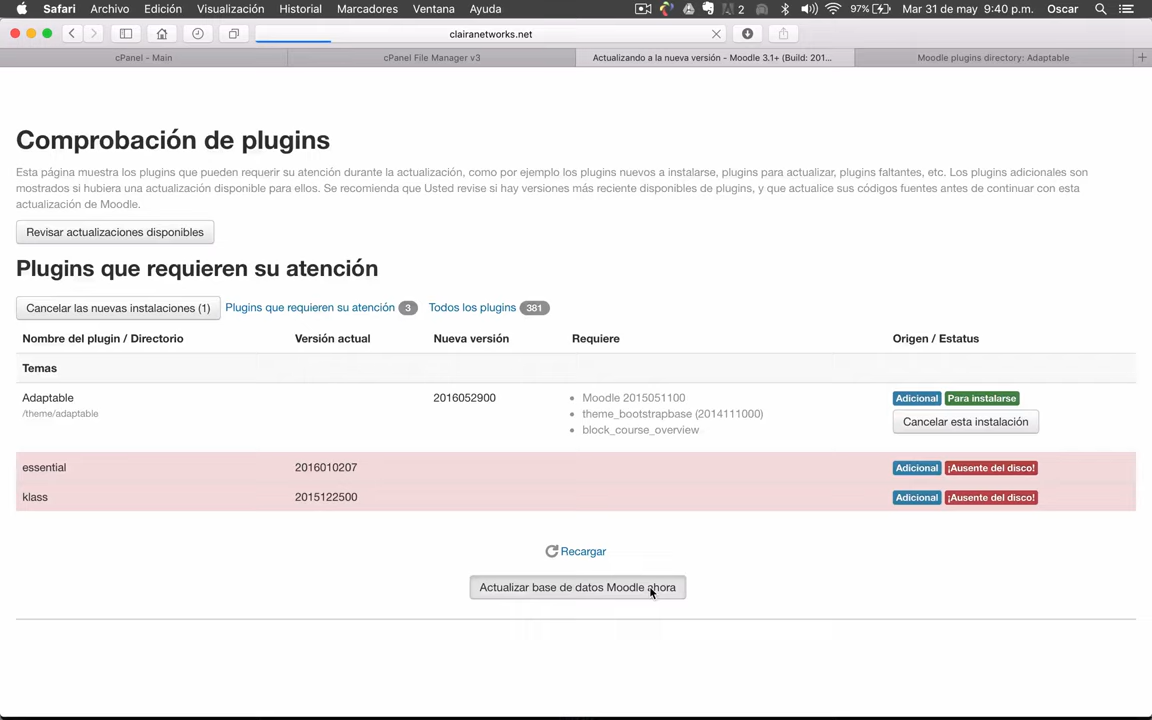 Safari Archivo Edición Visualización Historial Marcadores Ventana Ayuda 2 97% Mar 31 de may 9:40 p.m. Oscar
clairanetworks.net
cPanel - Main cPanel File Manager v3 Actualizando a la nueva versión - Moodle 3.1+ (Build: 201... Moodle plugins directory: Adaptable
Comprobación de plugins
Esta página muestra los plugins que pueden requerir su atención durante la actualización, como por ejemplo los plugins nuevos a instalarse, plugins para actualizar, plugins faltantes, etc. Los plugins adicionales son
mostrados si hubiera una actualización disponible para ellos. Se recomienda que Usted revise si hay versiones más reciente disponibles de plugins, y que actualice sus códigos fuentes antes de continuar con esta
actualización de Moodle.
Revisar actualizaciones disponibles
Plugins que requieren su atención
Cancelar las nuevas instalaciones (1) Plugins que requieren su atención 3 Todos los plugins 381
Nombre del plugin / Directorio Versión actual Nueva versión Requiere Origen / Estatus
Temas
Adaptable 2016052900 Moodle 2015051100 Adicional Para instalarse
/theme/adaptable theme_bootstrapbase (2014111000) Cancelar esta instalación
block_course_overview
essential 2016010207 Adicional ¡Ausente del disco!
klass 2015122500 Adicional ¡Ausente del disco!
Recargar
Actualizar base de datos Moodle ahora